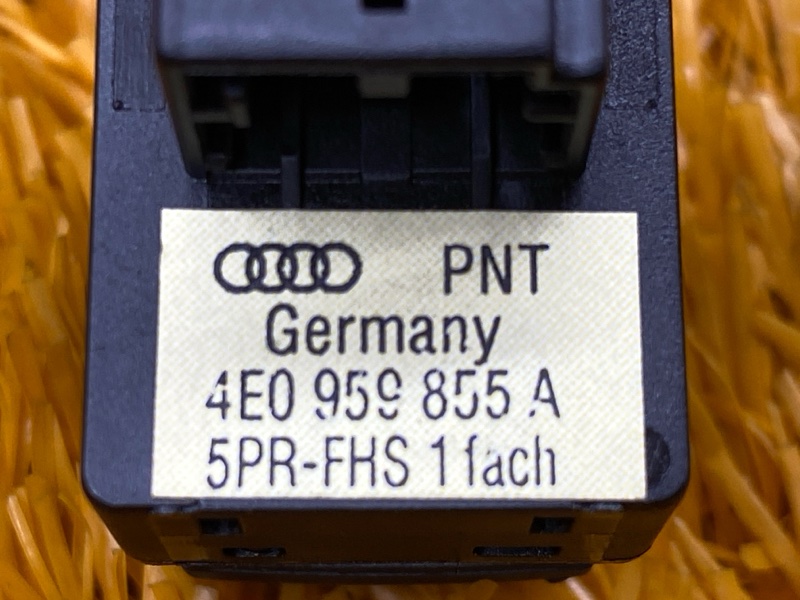 PNT
Germany
4E0 959 855 A
5PR-FHS 1fach